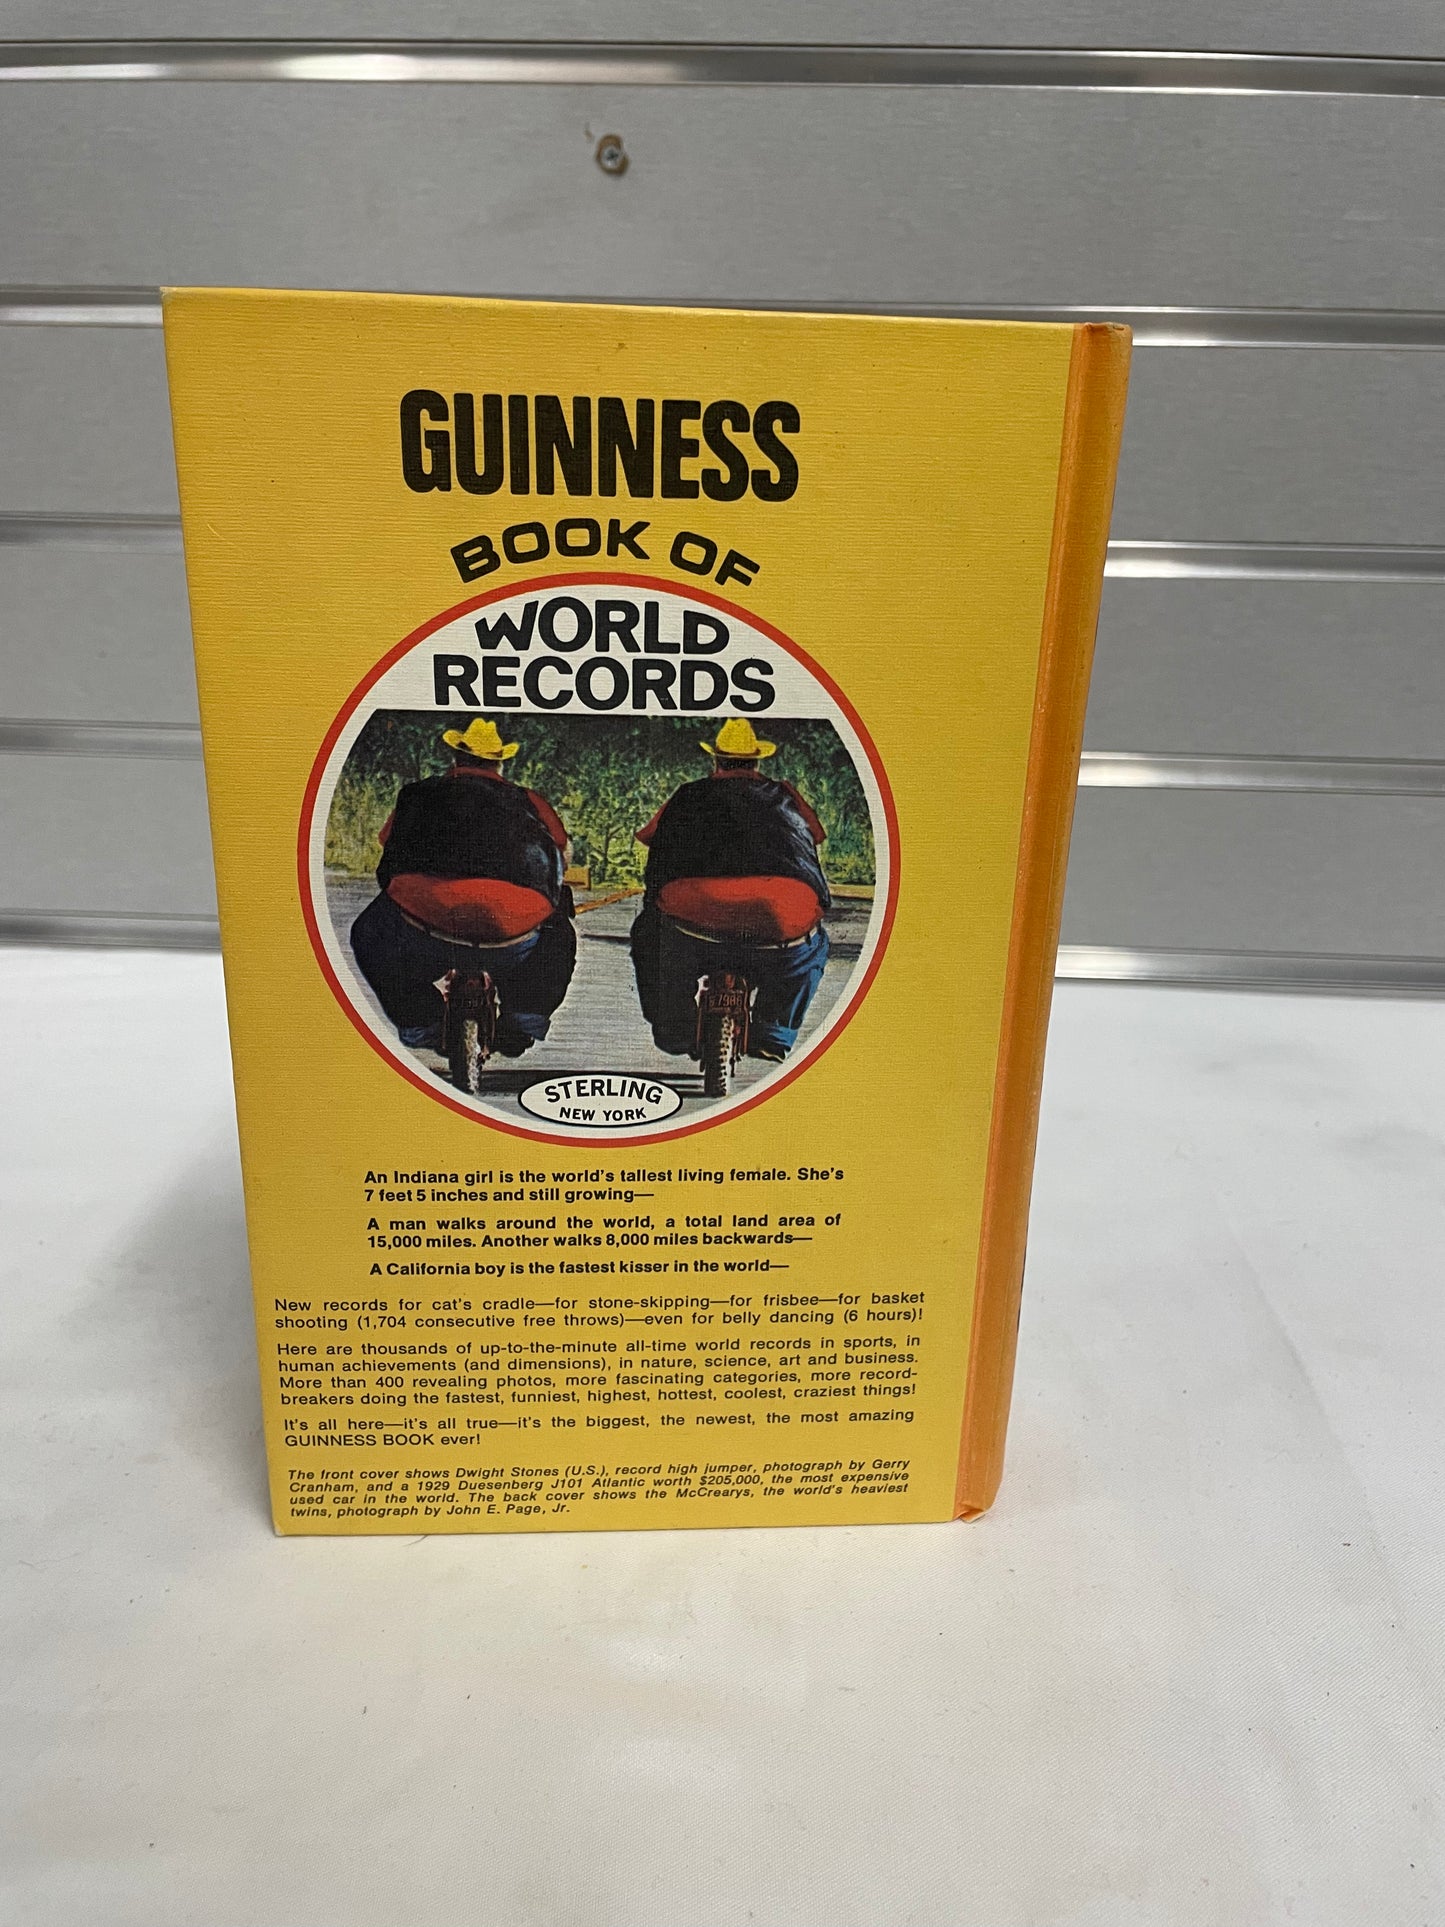 GUINNESS
BOOK OF
WORLD
RECORDS
STERLING
NEW YORK
An Indiana girl is the world's tallest living female. She's
7 feet 5 inches and still growing—
A man walks around the world, a total land area of
15,000 miles. Another walks 8,000 miles backwards—
A California boy is the fastest kisser in the world—
New records for cat's cradle—for stone-skipping—for frisbee—for basket
shooting (1,704 consecutive free throws)—even for belly dancing (6 hours)!
Here are thousands of up-to-the-minute all-time world records in sports, in
human achievements (and dimensions), in nature, science, art and business.
More than 400 revealing photos, more fascinating categories, more record-
breakers doing the fastest, funniest, highest, hottest, coolest, craziest things!
It's all here—it's all true—it's the biggest, the newest, the most amazing
GUINNESS BOOK ever!
The front cover shows Dwight Stones (U.S.), record high jumper, photograph by Gerry
Cranham, and a 1929 Duesenberg J101 Atlantic worth $205,000, the most expensive
used car in the world. The back cover shows the McCrearys, the world's heaviest
twins, photograph by John E. Page, Jr.